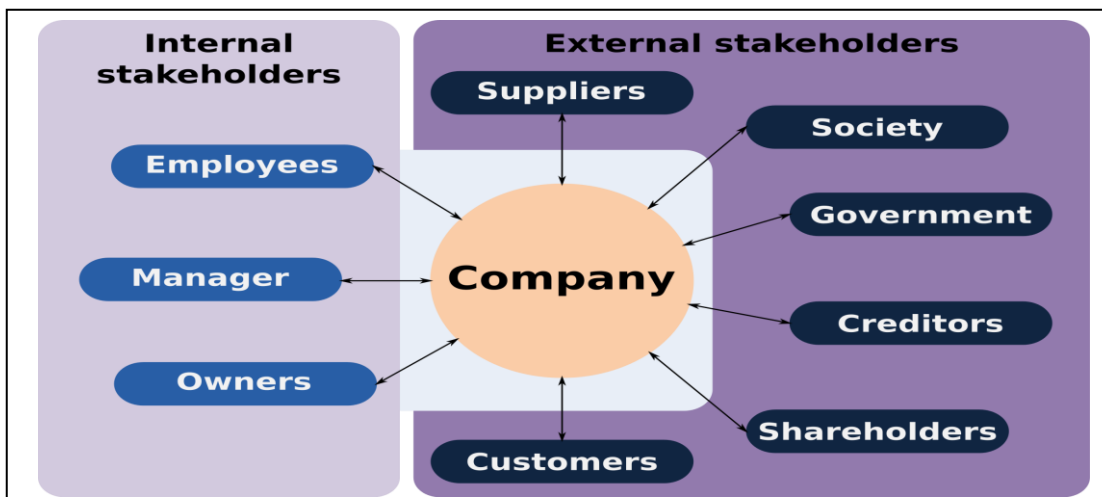 Internal
stakeholders
Employees
Manager
Owners
External stakeholders
Suppliers
Society
Government
Company
Creditors
Shareholders
Customers